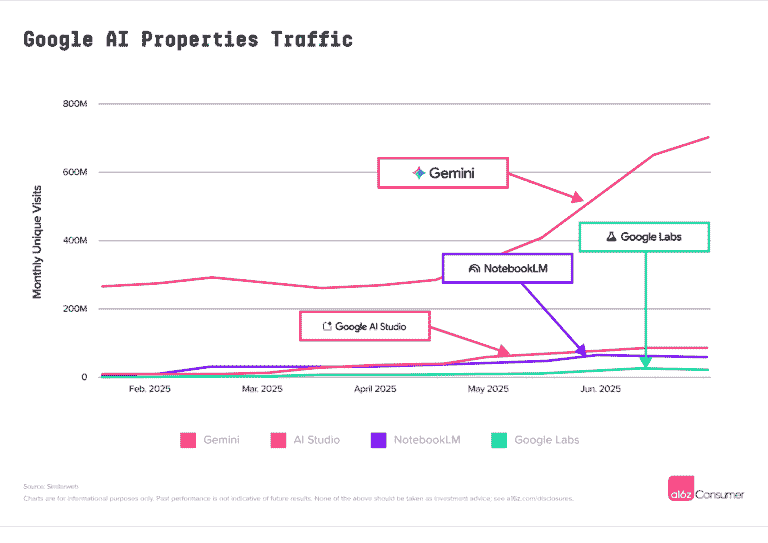 Google AI Properties Traffic
Monthly Unique Visits
800M
600M
400M
200M
0
Gemini
Google Labs
NotebookLM
Google AI Studio
Feb, 2025
Mar, 2025
April 2025
May 2025
Jun, 2025
Gemini
AI Studio
NotebookLM
Google Labs
Source: Similarweb
Charts are for informational purposes only. Past performance is not indicative of future results. None of the above should be taken as investment advice; see a16z.com/disclosures.
a16z Consumer